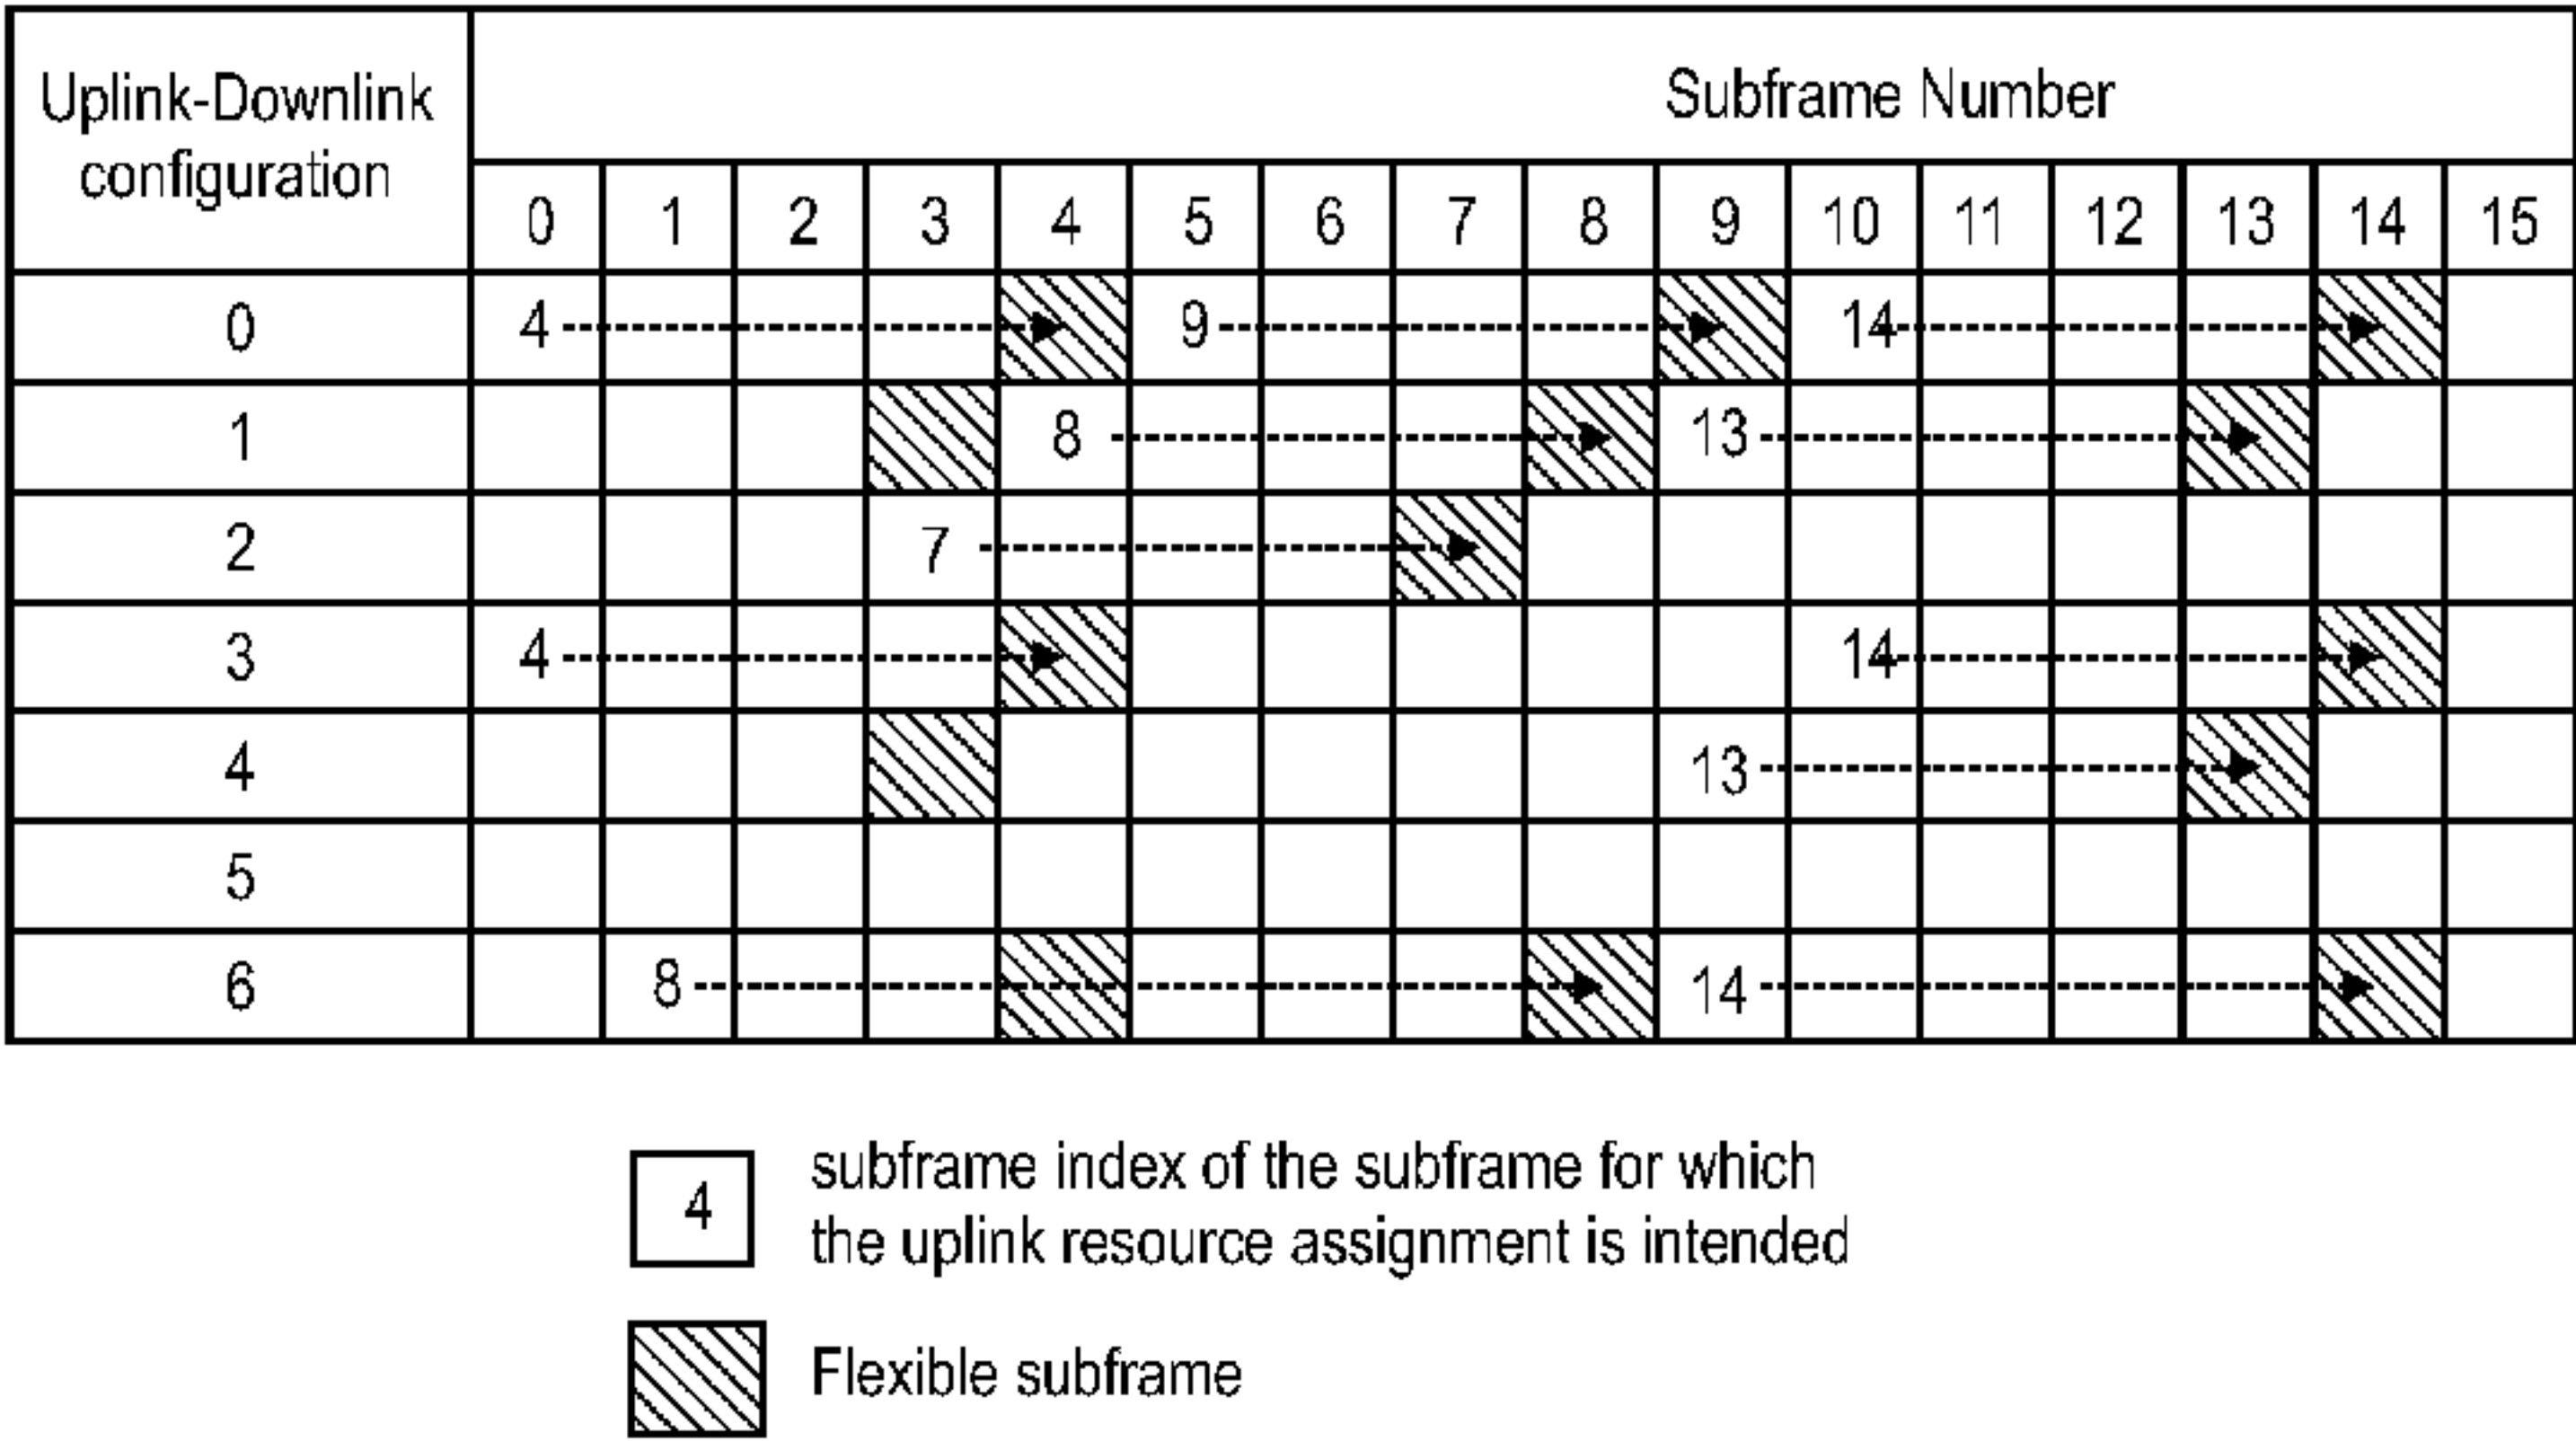 Uplink-Downlink
configuration
Subframe Number
0 1 2 3 4 5 6 7 8 9 10 11 12 13 14 15
0 4 9 14
1 8 13
2 7
3 4 14
4 13
5
6 8 14
4 subframe index of the subframe for which
the uplink resource assignment is intended
Flexible subframe